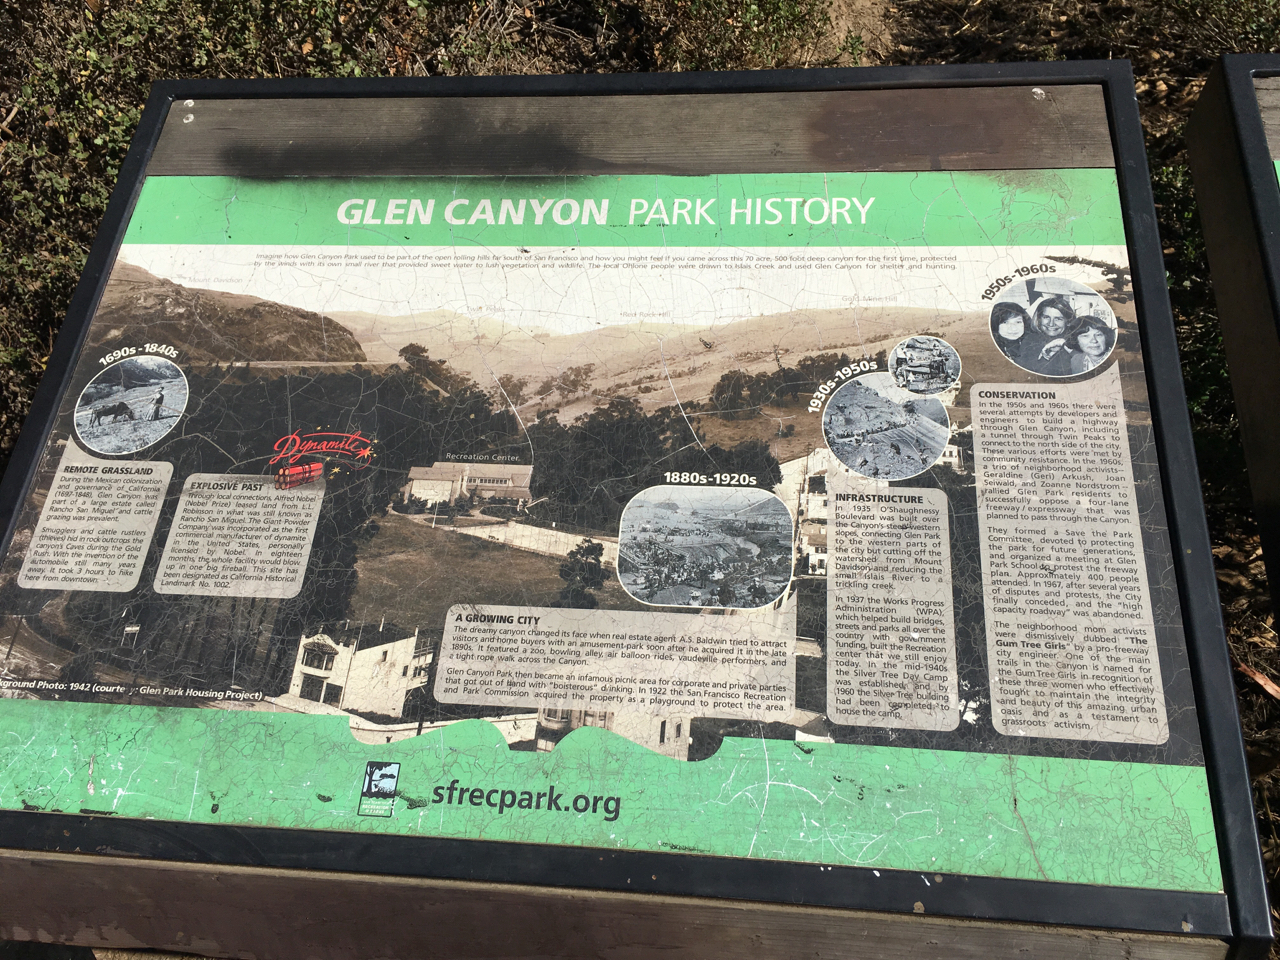 GLEN CANYON PARK HISTORY
Imagine how Glen Canyon Park used to be part of the open rolling hills far south of San Francisco and how you might feel if you came across this 70 acre, 500 foot deep canyon for the first time, protected
by the winds with its own small river that provided sweet water to lush vegetation and wildlife. The local Ohlone people were drawn to Islais Creek and used Glen Canyon for shelter and hunting.
Mount Davidson
Twin Peaks
Red Rock Hill
Gold Mine Hill
1690s-1840s
REMOTE GRASSLAND
During the Mexican colonization
and governance of California
(1697-1848), Glen Canyon was
part of a large estate called
Rancho San Miguel and cattle
grazing was prevalent.
Smugglers and cattle rustlers
(thieves) hid in rock outcrops the
Canyon's Caves during the Gold
Rush. With the invention of the
automobile still many years
away, it took 3 hours to hike
here from downtown.
Dynamite
EXPLOSIVE PAST
Through local connections, Alfred Nobel
(Nobel Prize) leased land from L.L.
Robinson in what was still known as
Rancho San Miguel. The Giant Powder
Company was incorporated as the first
commercial manufacturer of dynamite
in the United States, personally
licensed by Nobel. In eighteen
months, the whole facility would blow
up in one big fireball. This site has
been designated as California Historical
Landmark No. 1002.
Recreation Center
1880s-1920s
A GROWING CITY
The dreamy canyon changed its face when real estate agent A.S. Baldwin tried to attract
visitors and home buyers with an amusement park soon after he acquired it in the late
1890s. It featured a zoo, bowling alley, air balloon rides, vaudeville performers, and
a tight rope walk across the Canyon.
Glen Canyon Park then became an infamous picnic area for corporate and private parties
that got out of hand with "boisterous" drinking. In 1922 the San Francisco Recreation
and Park Commission acquired the property as a playground to protect the area.
1930s-1950s
INFRASTRUCTURE
In 1935 O'Shaughnessy
Boulevard was built over
the Canyon's steep western
slopes, connecting Glen Park
to the western parts of
the city but cutting off the
watershed from Mount
Davidson and reducing the
small Islais River to a
trickling creek.
In 1937 the Works Progress
Administration (WPA),
which helped build bridges,
streets and parks all over the
country with government
funding, built the Recreation
center that we still enjoy
today. In the mid-1940s
the Silver Tree Day Camp
was established, and by
1960 the Silver Tree building
had been completed to
house the camp.
1950s-1960s
CONSERVATION
In the 1950s and 1960s there were
several attempts by developers and
engineers to build a highway
through Glen Canyon, including
a tunnel through Twin Peaks to
connect to the north side of the city.
These various efforts were met by
community resistance. In the 1960s,
a trio of neighborhood activists—
Geraldine (Geri) Arkush, Joan
Seiwald, and Zoanne Nordstrom—
rallied Glen Park residents to
successfully oppose a four-lane
freeway/expressway that was
planned to pass through the Canyon.
They formed a Save the Park
Committee, devoted to protecting
the park for future generations,
and organized a meeting at Glen
Park School to protest the freeway
plan. Approximately 400 people
attended. In 1967, after several years
of disputes and protests, the City
finally conceded, and the "high
capacity roadway" was abandoned.
The neighborhood mom activists
were dismissively dubbed "The
Gum Tree Girls" by a pro-freeway
city engineer. One of the main
trails in the Canyon is named for
the Gum Tree Girls in recognition of
these three women who effectively
fought to maintain the integrity
and beauty of this amazing urban
oasis and as a testament to
grassroots activism.
kground Photo: 1942 (courtesy: Glen Park Housing Project)
sfrecpark.org